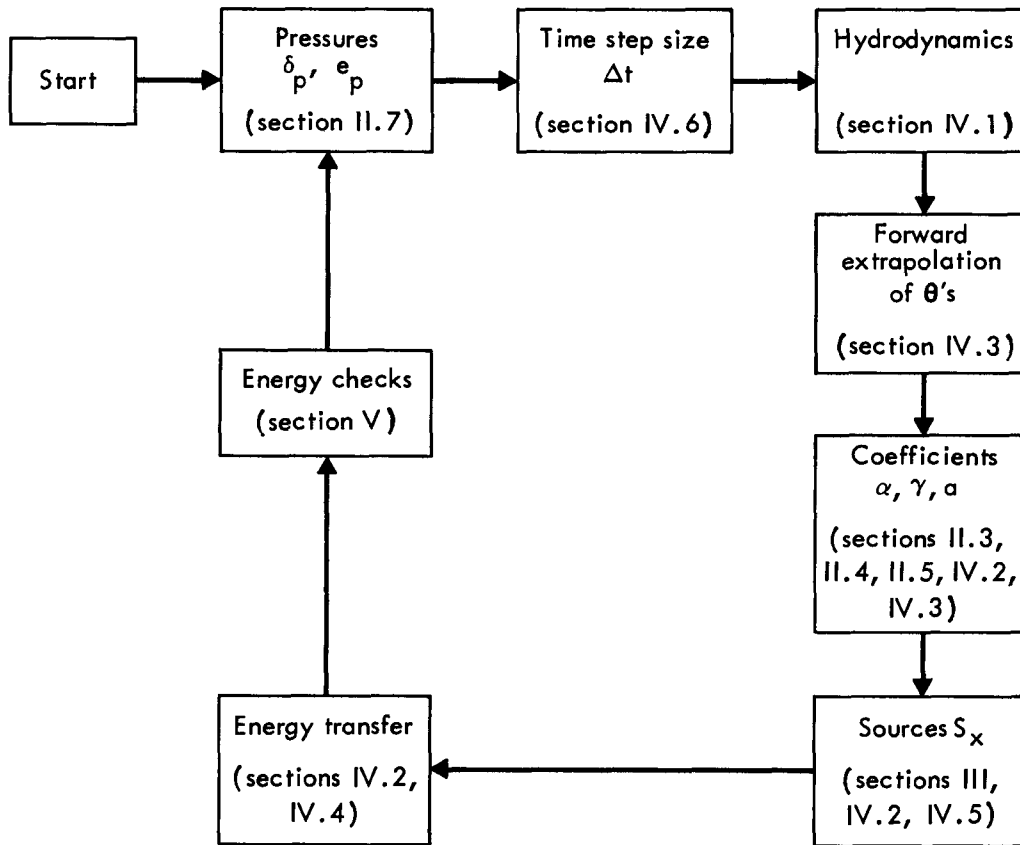 Start
Pressures
δp, ep
(section II.7)
Time step size
Δt
(section IV.6)
Hydrodynamics
(section IV.1)
Forward
extrapolation
of θ's
(section IV.3)
Coefficients
α, γ, a
(sections II.3,
II.4, II.5, IV.2,
IV.3)
Sources Sx
(sections III,
IV.2, IV.5)
Energy transfer
(sections IV.2,
IV.4)
Energy checks
(section V)